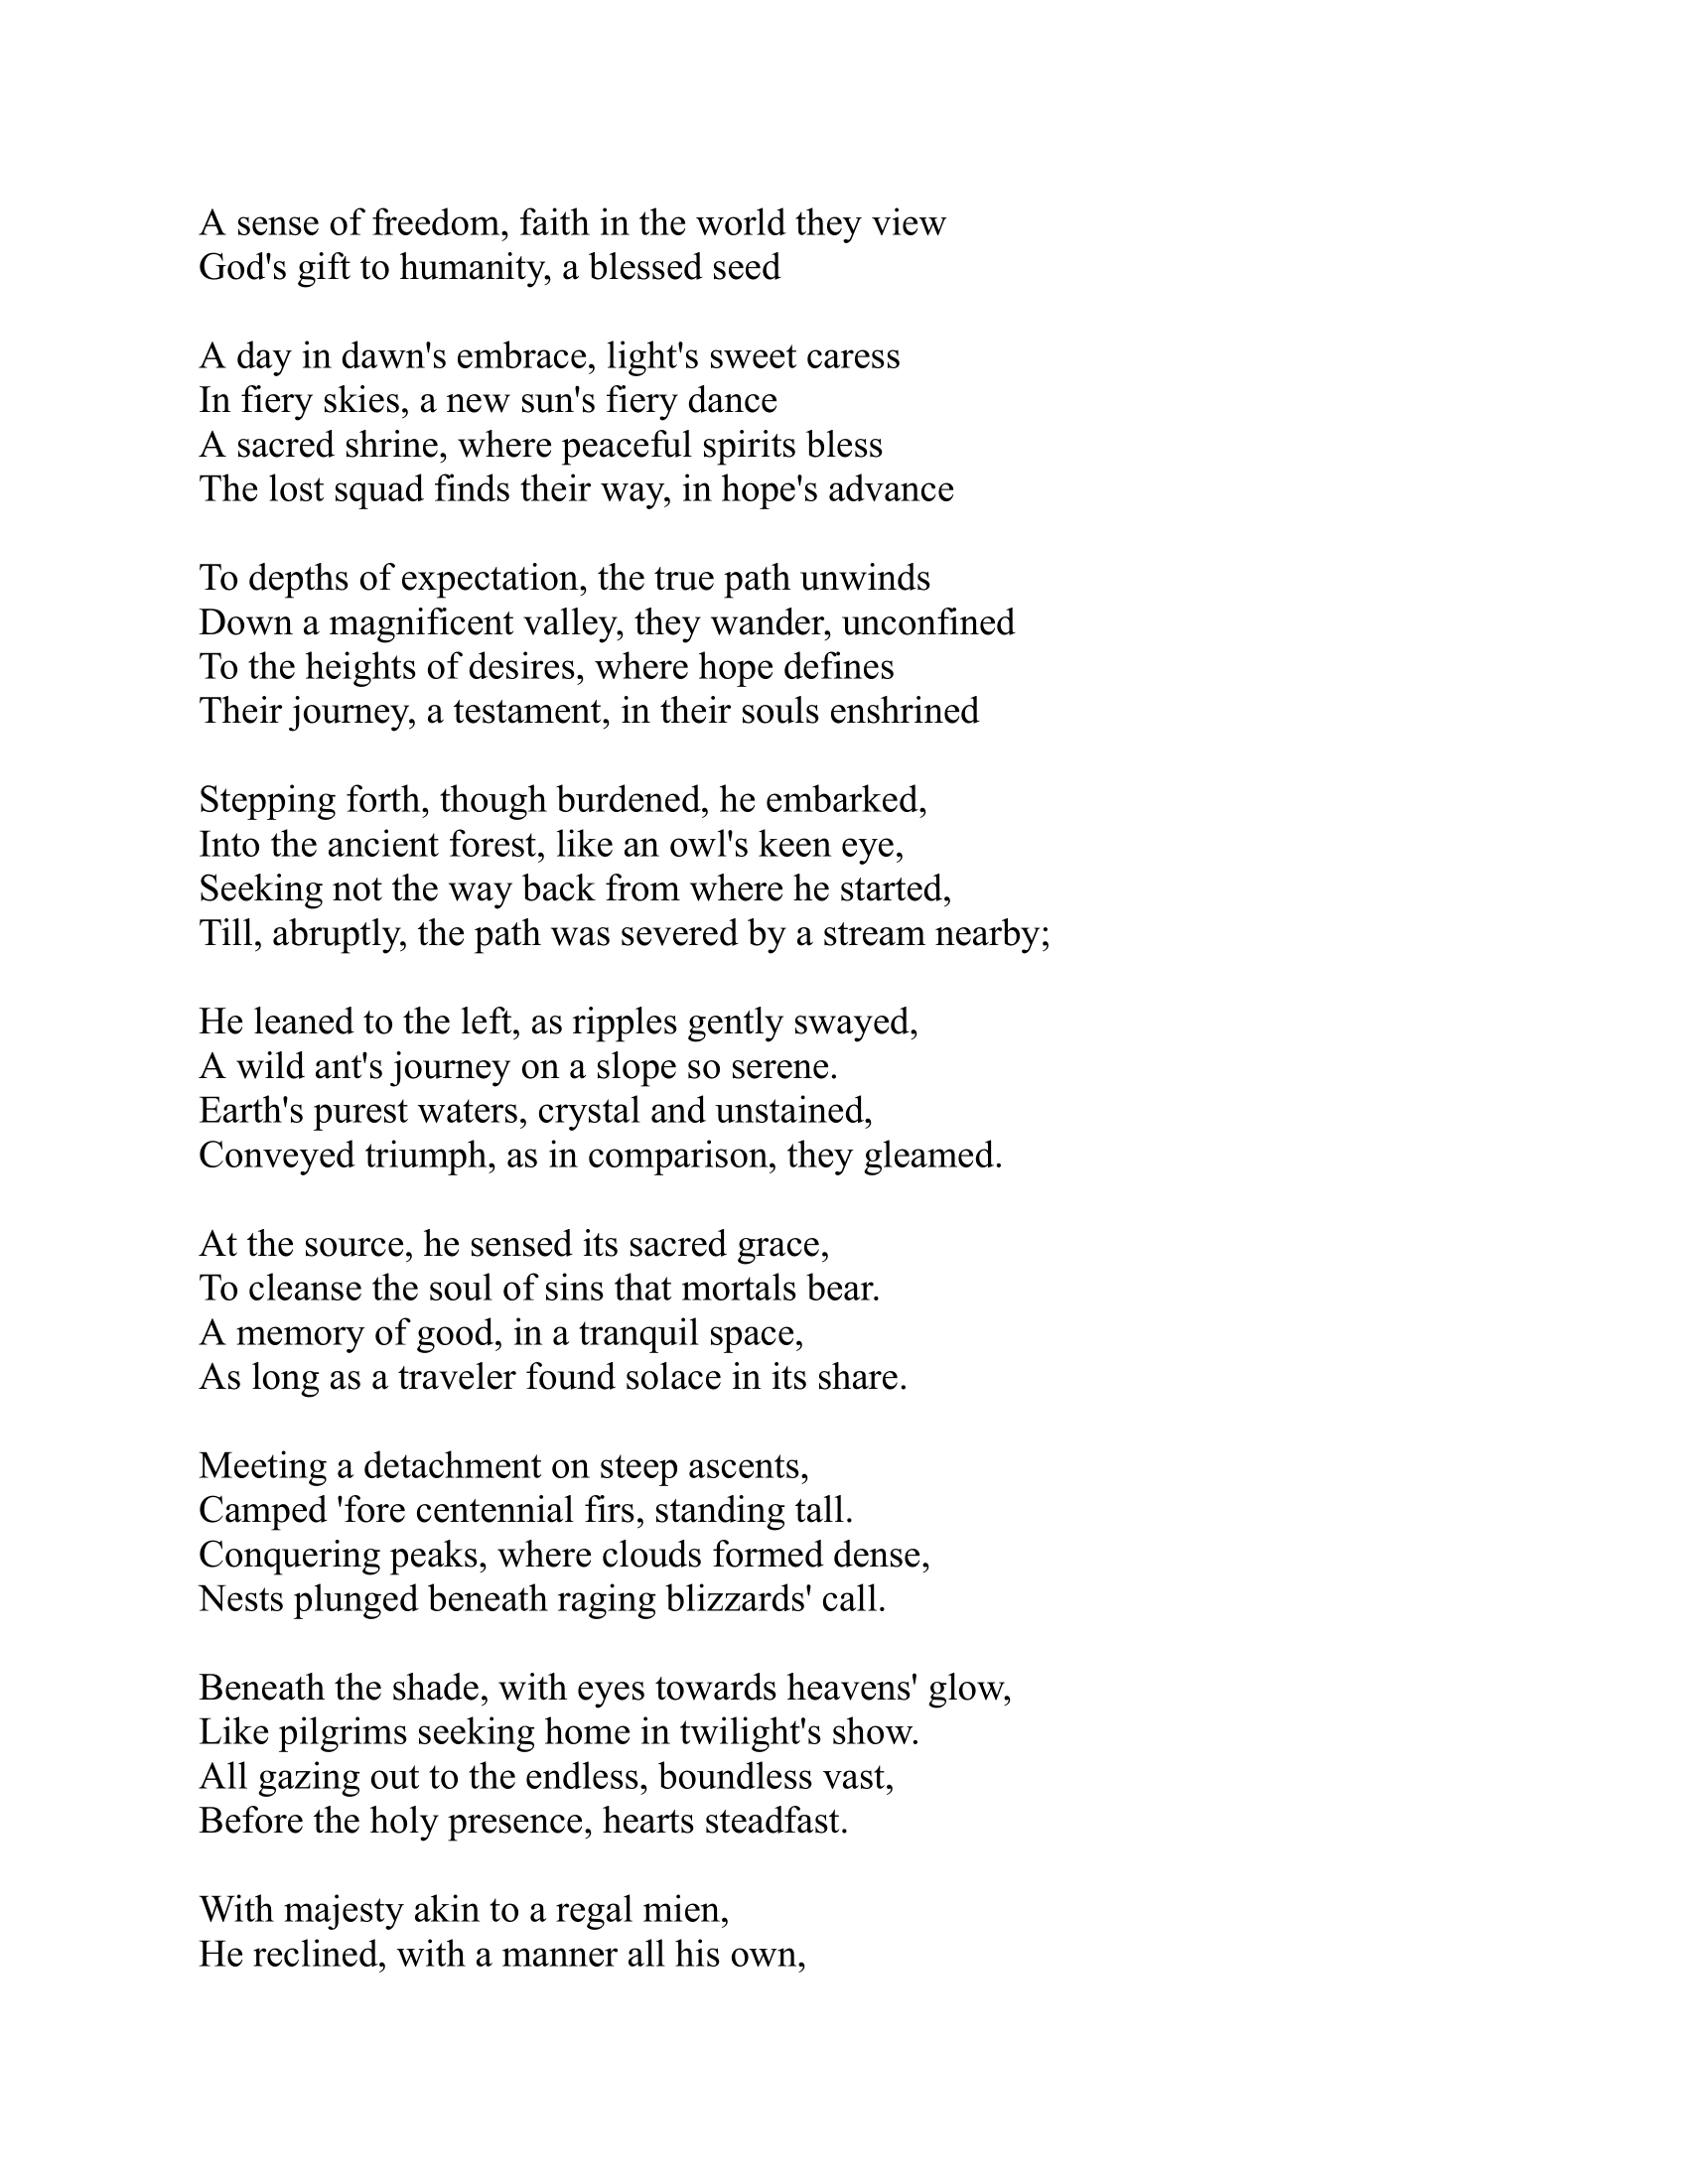 A sense of freedom, faith in the world they view
God's gift to humanity, a blessed seed

A day in dawn's embrace, light's sweet caress
In fiery skies, a new sun's fiery dance
A sacred shrine, where peaceful spirits bless
The lost squad finds their way, in hope's advance

To depths of expectation, the true path unwinds
Down a magnificent valley, they wander, unconfined
To the heights of desires, where hope defines
Their journey, a testament, in their souls enshrined

Stepping forth, though burdened, he embarked,
Into the ancient forest, like an owl's keen eye,
Seeking not the way back from where he started,
Till, abruptly, the path was severed by a stream nearby;

He leaned to the left, as ripples gently swayed,
A wild ant's journey on a slope so serene.
Earth's purest waters, crystal and unstained,
Conveyed triumph, as in comparison, they gleamed.

At the source, he sensed its sacred grace,
To cleanse the soul of sins that mortals bear.
A memory of good, in a tranquil space,
As long as a traveler found solace in its share.

Meeting a detachment on steep ascents,
Camped 'fore centennial firs, standing tall.
Conquering peaks, where clouds formed dense,
Nests plunged beneath raging blizzards' call.

Beneath the shade, with eyes towards heavens' glow,
Like pilgrims seeking home in twilight's show.
All gazing out to the endless, boundless vast,
Before the holy presence, hearts steadfast.

With majesty akin to a regal mien,
He reclined, with a manner all his own,